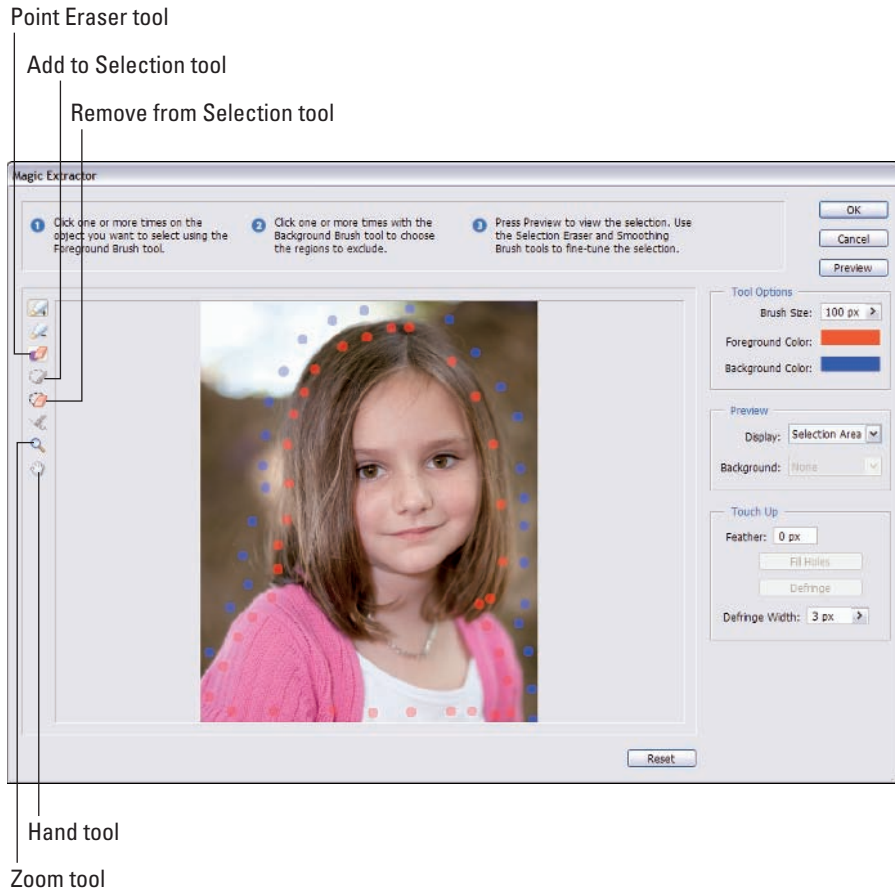 Point Eraser tool
Add to Selection tool
Remove from Selection tool
Magic Extractor
1 Click one or more times on the
object you want to select using the
Foreground Brush tool.
2 Click one or more times with the
Background Brush tool to choose
the regions to exclude.
3 Press Preview to view the selection. Use
the Selection Eraser and Smoothing
Brush tools to fine-tune the selection.
OK
Cancel
Preview
Tool Options
Brush Size: 100 px
Foreground Color:
Background Color:
Preview
Display: Selection Area
Background: None
Touch Up
Feather: 0 px
Fill Holes
Defringe
Defringe Width: 3 px
Reset
Hand tool
Zoom tool